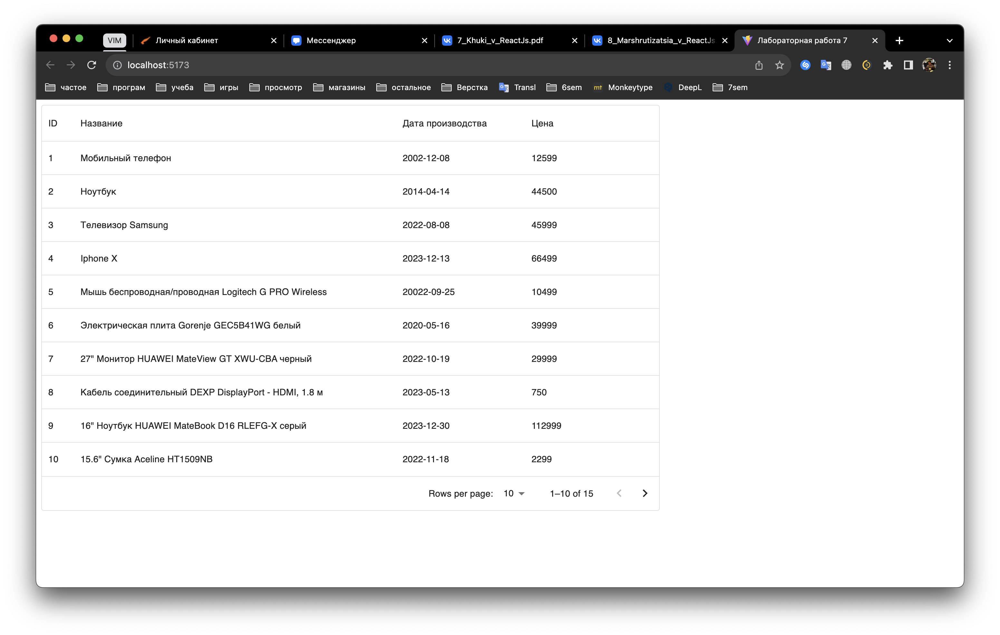 VIM Личный кабинет Мессенджер 7_Khuki_v_ReactJs.pdf 8_Marshrutizatsia_v_ReactJs. Лабораторная работа 7
localhost:5173
частое програм учеба игры просмотр магазины остальное Верстка Transl 6sem mt Monkeytype DeepL 7sem
ID Название Дата производства Цена
1 Мобильный телефон 2002-12-08 12599
2 Ноутбук 2014-04-14 44500
3 Телевизор Samsung 2022-08-08 45999
4 Iphone X 2023-12-13 66499
5 Мышь беспроводная/проводная Logitech G PRO Wireless 20022-09-25 10499
6 Электрическая плита Gorenje GEC5B41WG белый 2020-05-16 39999
7 27" Монитор HUAWEI MateView GT XWU-CBA черный 2022-10-19 29999
8 Кабель соединительный DEXP DisplayPort - HDMI, 1.8 м 2023-05-13 750
9 16" Ноутбук HUAWEI MateBook D16 RLEFG-X серый 2023-12-30 112999
10 15.6" Сумка Aceline HT1509NB 2022-11-18 2299
Rows per page: 10 1–10 of 15